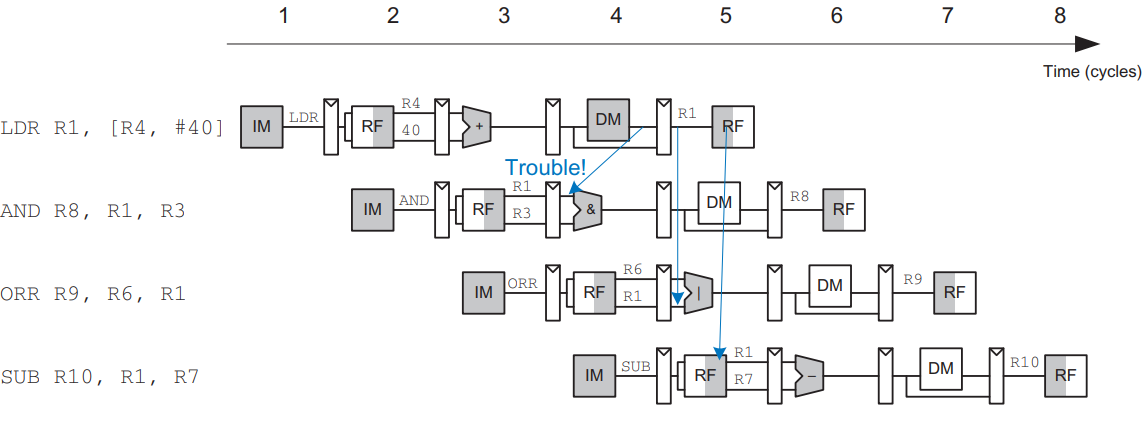 1 2 3 4 5 6 7 8
Time (cycles)
LDR R1, [R4, #40] IM LDR RF R4 40 + DM R1 RF
Trouble!
AND R8, R1, R3 IM AND RF R1 R3 & DM R8 RF
ORR R9, R6, R1 IM ORR RF R6 R1 | DM R9 RF
SUB R10, R1, R7 IM SUB RF R1 R7 − DM R10 RF